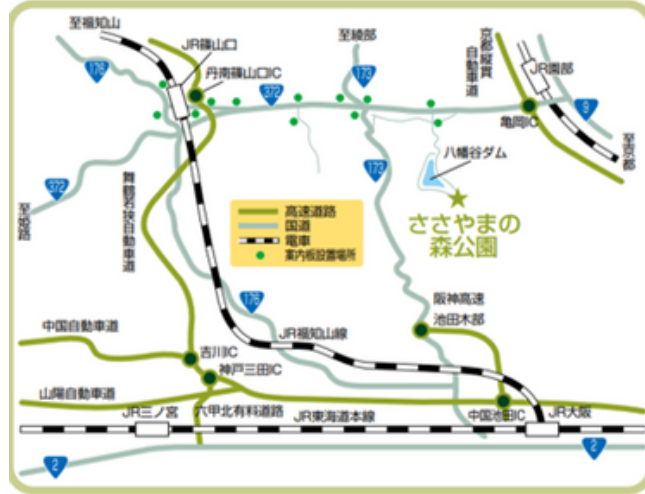 至福知山
JR篠山口
176
丹南篠山口IC
至綾部
173
372
京都縦貫
自動車道
JR園部
9
亀岡IC
至京都
372
至姫路
舞鶴若狭自動車道
173
八幡谷ダム
ささやまの
森公園
高速道路
国道
電車
案内板設置場所
176
阪神高速
池田木部
中国自動車道
JR福知山線
吉川IC
神戸三田IC
山陽自動車道
JR三ノ宮
六甲北有料道路
JR東海道本線
中国池田IC
JR大阪
2
2